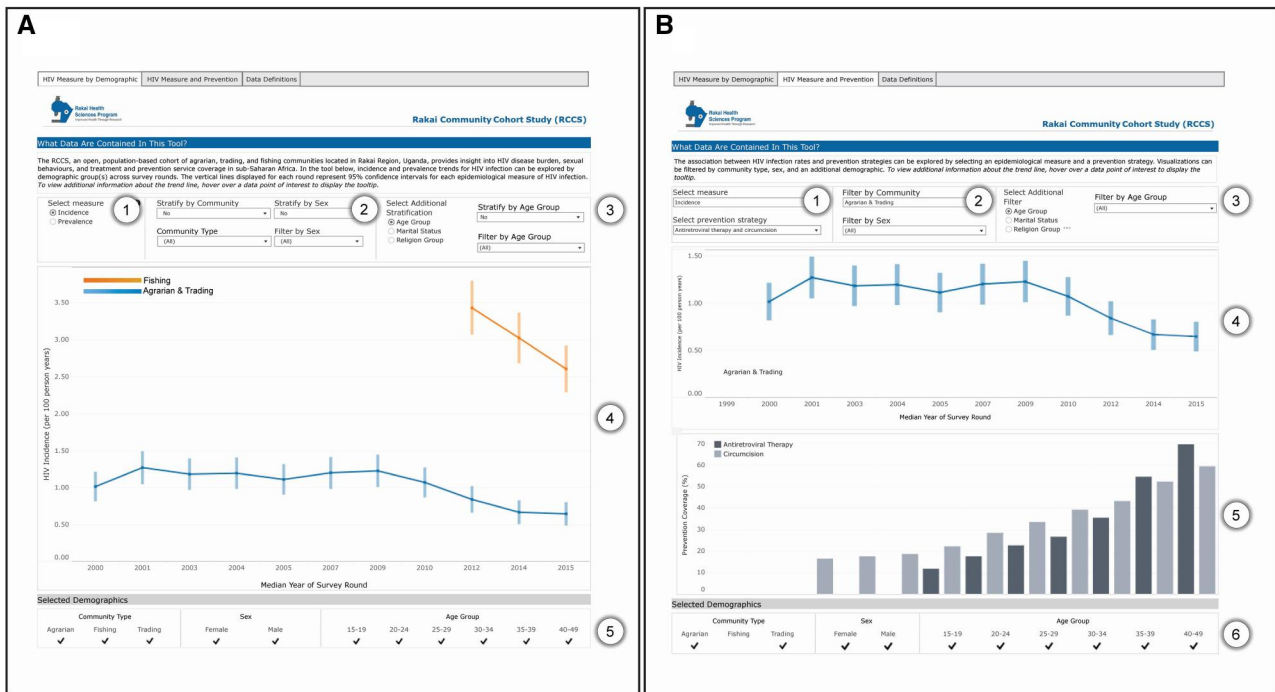 A
HIV Measure by Demographic HIV Measure and Prevention Data Definitions
Rakai Health
Sciences Program
Improved Health Through Research
Rakai Community Cohort Study (RCCS)
What Data Are Contained In This Tool?
The RCCS, an open, population-based cohort of agrarian, trading, and fishing communities located in Rakai Region, Uganda, provides insight into HIV disease burden, sexual
behaviours, and treatment and prevention service coverage in sub-Saharan Africa. In the tool below, incidence and prevalence trends for HIV infection can be explored by
demographic group(s) across survey rounds. The vertical lines displayed for each round represent 95% confidence intervals for each epidemiological measure of HIV infection.
To view additional information about the trend line, hover over a data point of interest to display the tooltip.
Select measure
Incidence
Prevalence
1
Stratify by Community
No
Community Type
(All)
Stratify by Sex
No
Filter by Sex
(All)
2
Select Additional
Stratification
Age Group
Marital Status
Religion Group
Stratify by Age Group
No
Filter by Age Group
(All)
3
Fishing
Agrarian & Trading
HIV Incidence (per 100 person years)
3.50
3.00
2.50
2.00
1.50
1.00
0.50
0.00
2000 2001 2003 2004 2005 2007 2009 2010 2012 2014 2015
Median Year of Survey Round
4
Selected Demographics
Community Type Sex Age Group
Agrarian Fishing Trading Female Male 15-19 20-24 25-29 30-34 35-39 40-49
5
B
HIV Measure by Demographic HIV Measure and Prevention Data Definitions
Rakai Health
Sciences Program
Improved Health Through Research
Rakai Community Cohort Study (RCCS)
What Data Are Contained In This Tool?
The association between HIV infection rates and prevention strategies can be explored by selecting an epidemiological measure and a prevention strategy. Visualizations can
be filtered by community type, sex, and an additional demographic. To view additional information about the trend line, hover over a data point of interest to display the
tooltip.
Select measure
Incidence
Select prevention strategy
Antiretroviral therapy and circumcision
1
Filter by Community
Agrarian & Trading
Filter by Sex
(All)
2
Select Additional
Filter
Age Group
Marital Status
Religion Group ***
Filter by Age Group
(All)
3
HIV Incidence (per 100 person years)
1.50
1.00
0.50
0.00
Agrarian & Trading
1999 2000 2001 2003 2004 2005 2007 2009 2010 2012 2014 2015
Median Year of Survey Round
4
Antiretroviral Therapy
Circumcision
Prevention Coverage (%)
70
60
50
40
30
20
10
0
5
Selected Demographics
Community Type Sex Age Group
Agrarian Fishing Trading Female Male 15-19 20-24 25-29 30-34 35-39 40-49
6